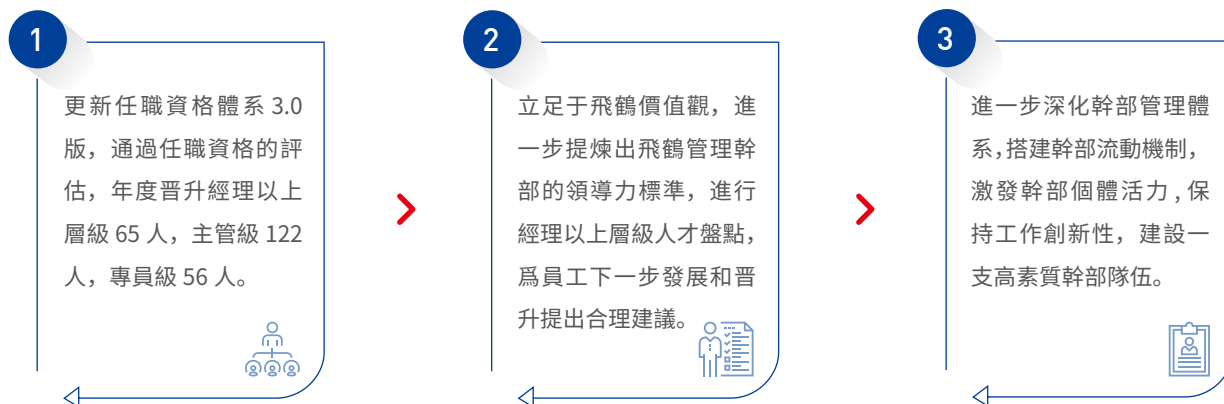 1
更新任職資格體系 3.0
版，通過任職資格的評
估，年度晋升經理以上
層級 65 人，主管級 122
人，專員級 56 人。
2
立足于飛鶴價值觀，進
一步提煉出飛鶴管理幹
部的領導力標準，進行
經理以上層級人才盤點，
爲員工下一步發展和晋
升提出合理建議。
3
進一步深化幹部管理體
系，搭建幹部流動機制，
激發幹部個體活力，保
持工作創新性，建設一
支高素質幹部隊伍。